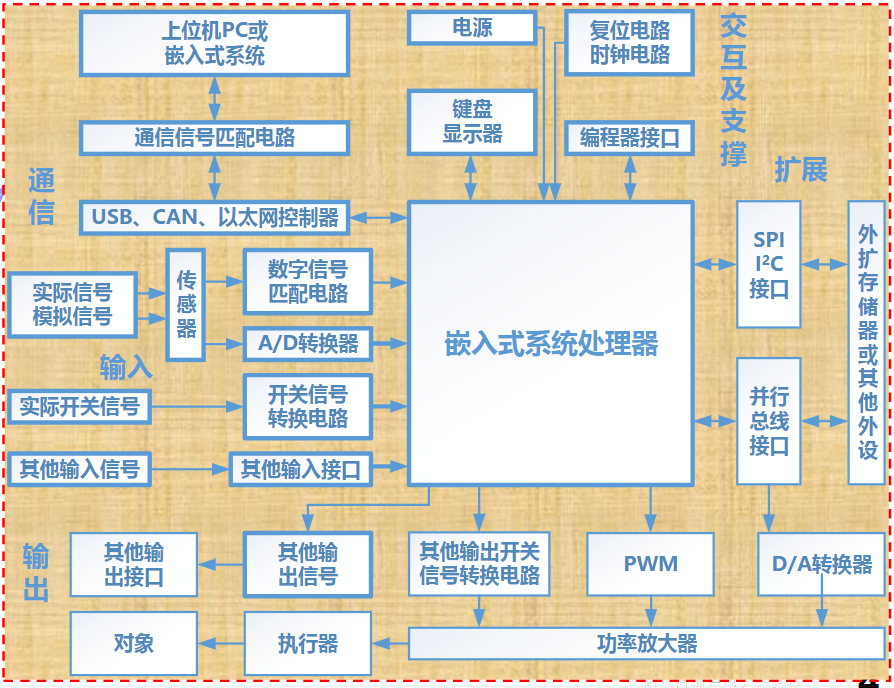 上位机PC或
嵌入式系统
电源
复位电路
时钟电路
交
互
及
支
撑
键盘
显示器
通信信号匹配电路
编程器接口
扩展
通
信
USB、CAN、以太网控制器
实际信号
模拟信号
传
感
器
数字信号
匹配电路
A/D转换器
输入
实际开关信号
开关信号
转换电路
其他输入信号
其他输入接口
嵌入式系统处理器
SPI
I²C
接口
并行
总线
接口
外
扩
存
储
器
或
其
他
外
设
输
出
其他输
出接口
其他输
出信号
其他输出开关
信号转换电路
PWM
D/A转换器
对象
执行器
功率放大器